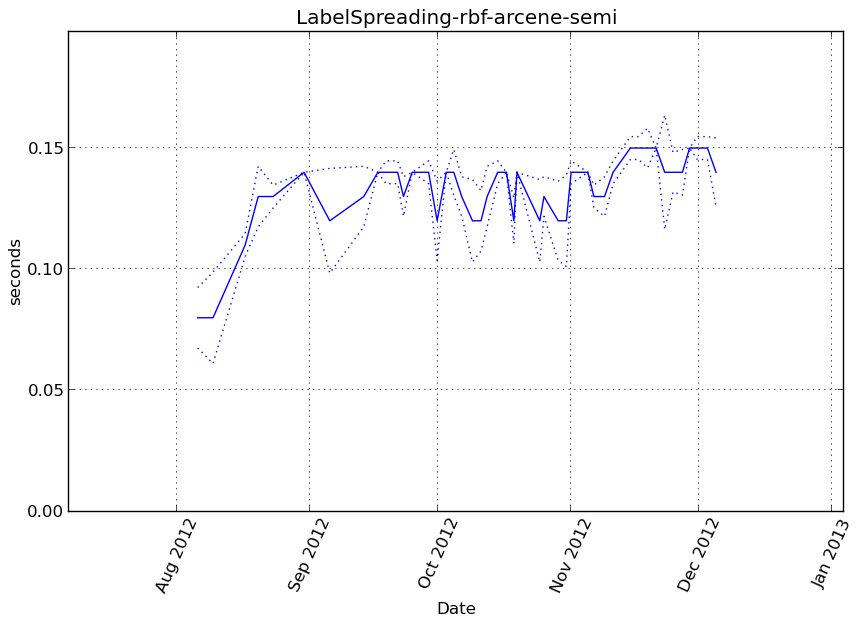 LabelSpreading-rbf-arcene-semi
seconds
0.15
0.10
0.05
0.00
Aug 2012
Sep 2012
Oct 2012
Nov 2012
Dec 2012
Jan 2013
Date